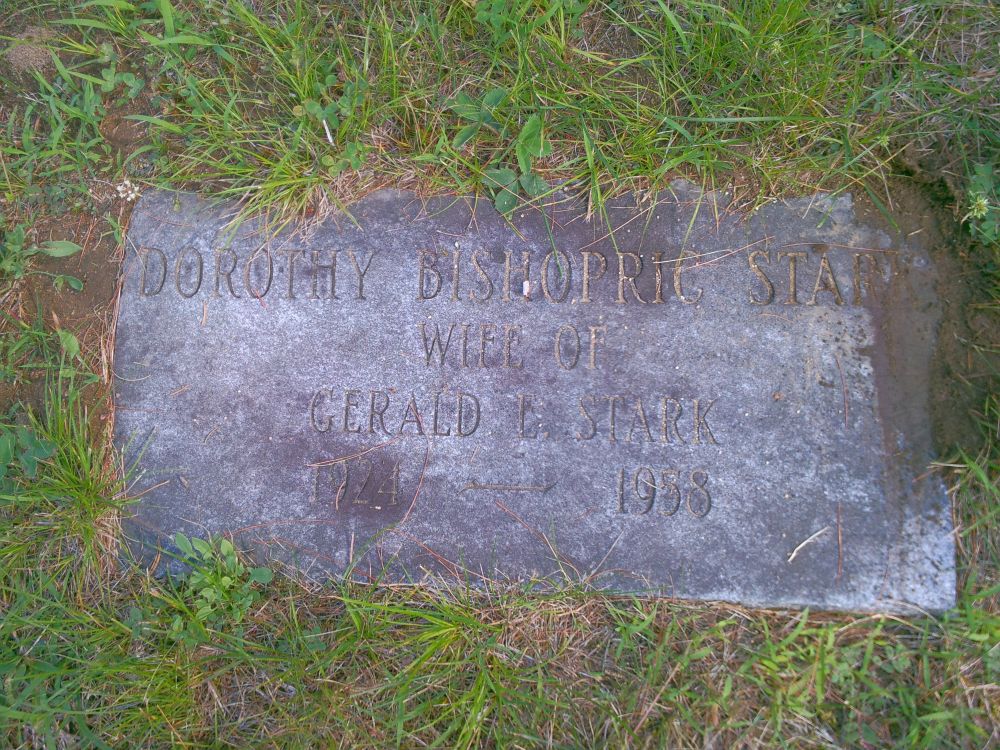 DOROTHY BISHOPRIC STARK
WIFE OF
GERALD E. STARK
1924 — 1958